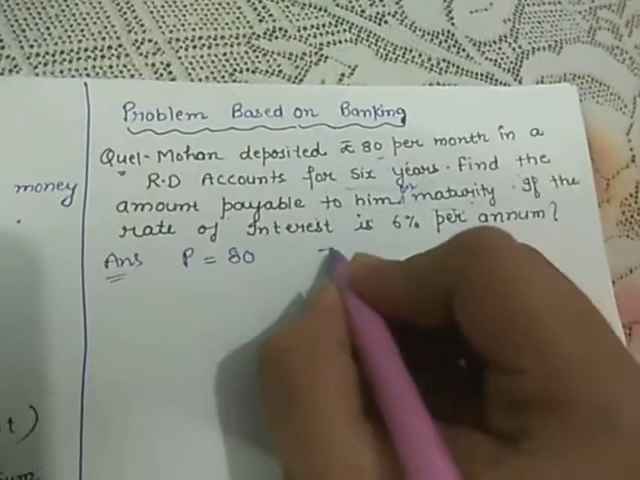 Problem Based on Banking
Ques- Mohan deposited ₹ 80 per month in a
R.D Accounts for six years. Find the
money
amount payable to him on maturity. If the
rate of Interest is 6% per annum?
Ans P = 80
t)